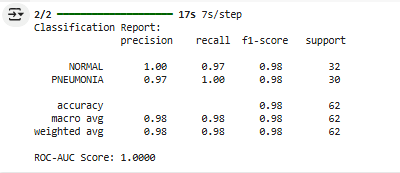 2/2 17s 7s/step
Classification Report:
precision recall f1-score support
NORMAL 1.00 0.97 0.98 32
PNEUMONIA 0.97 1.00 0.98 30
accuracy 0.98 62
macro avg 0.98 0.98 0.98 62
weighted avg 0.98 0.98 0.98 62
ROC-AUC Score: 1.0000